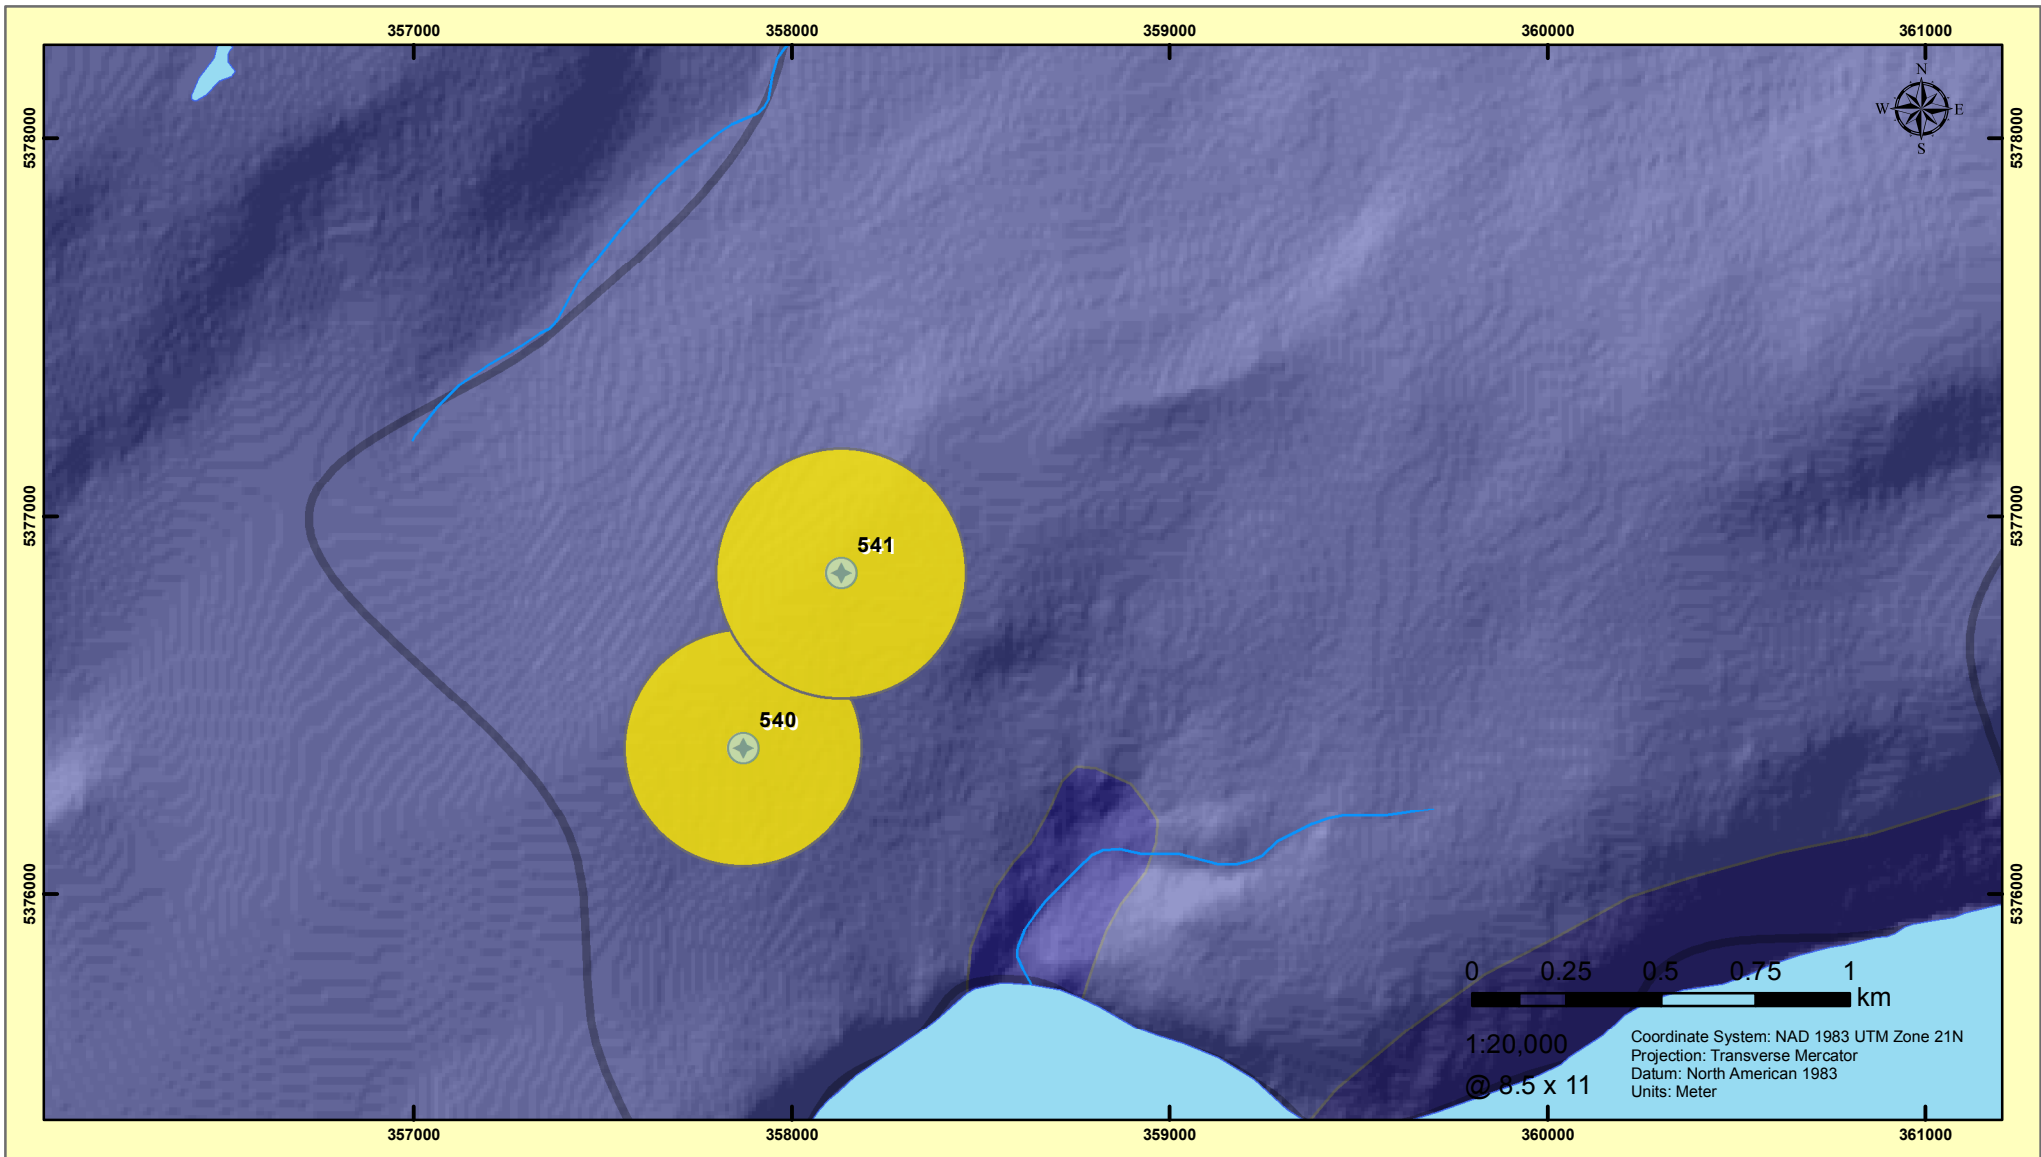 357000 358000 359000 360000 361000
N
W E
S
5378000 5378000
5377000 5377000
541
540
5376000 5376000
0 0.25 0.5 0.75 1
km
1:20,000
@ 8.5 x 11
Coordinate System: NAD 1983 UTM Zone 21N
Projection: Transverse Mercator
Datum: North American 1983
Units: Meter
357000 358000 359000 360000 361000